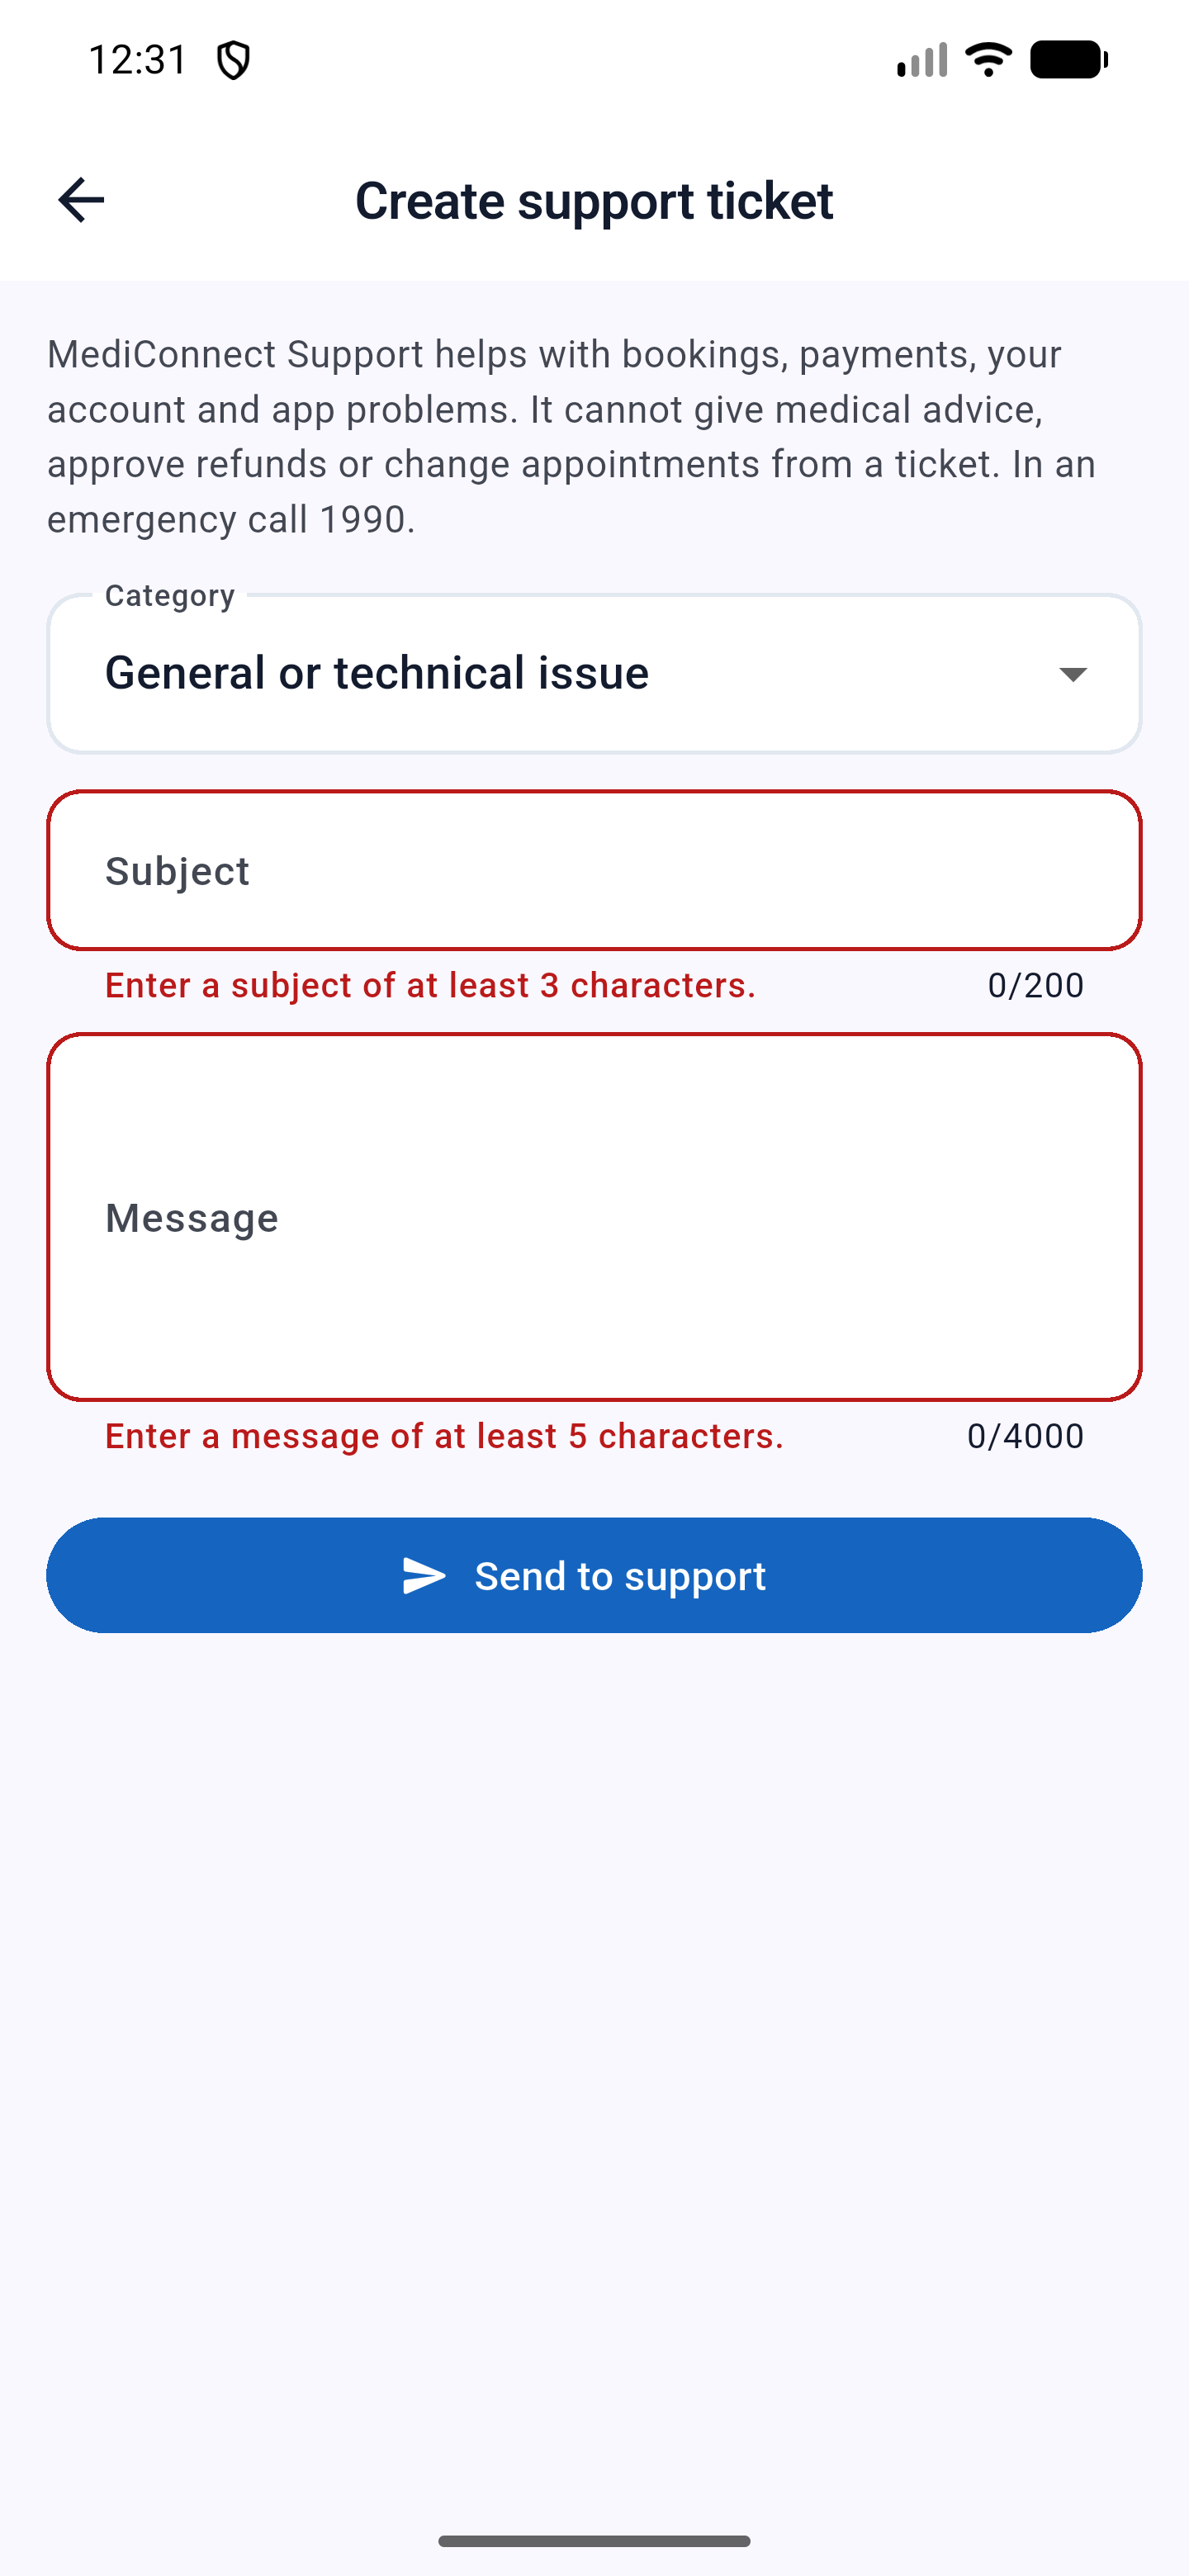 12:31
Create support ticket
MediConnect Support helps with bookings, payments, your
account and app problems. It cannot give medical advice,
approve refunds or change appointments from a ticket. In an
emergency call 1990.
Category
General or technical issue
Subject
Enter a subject of at least 3 characters.
0/200
Message
Enter a message of at least 5 characters.
0/4000
Send to support